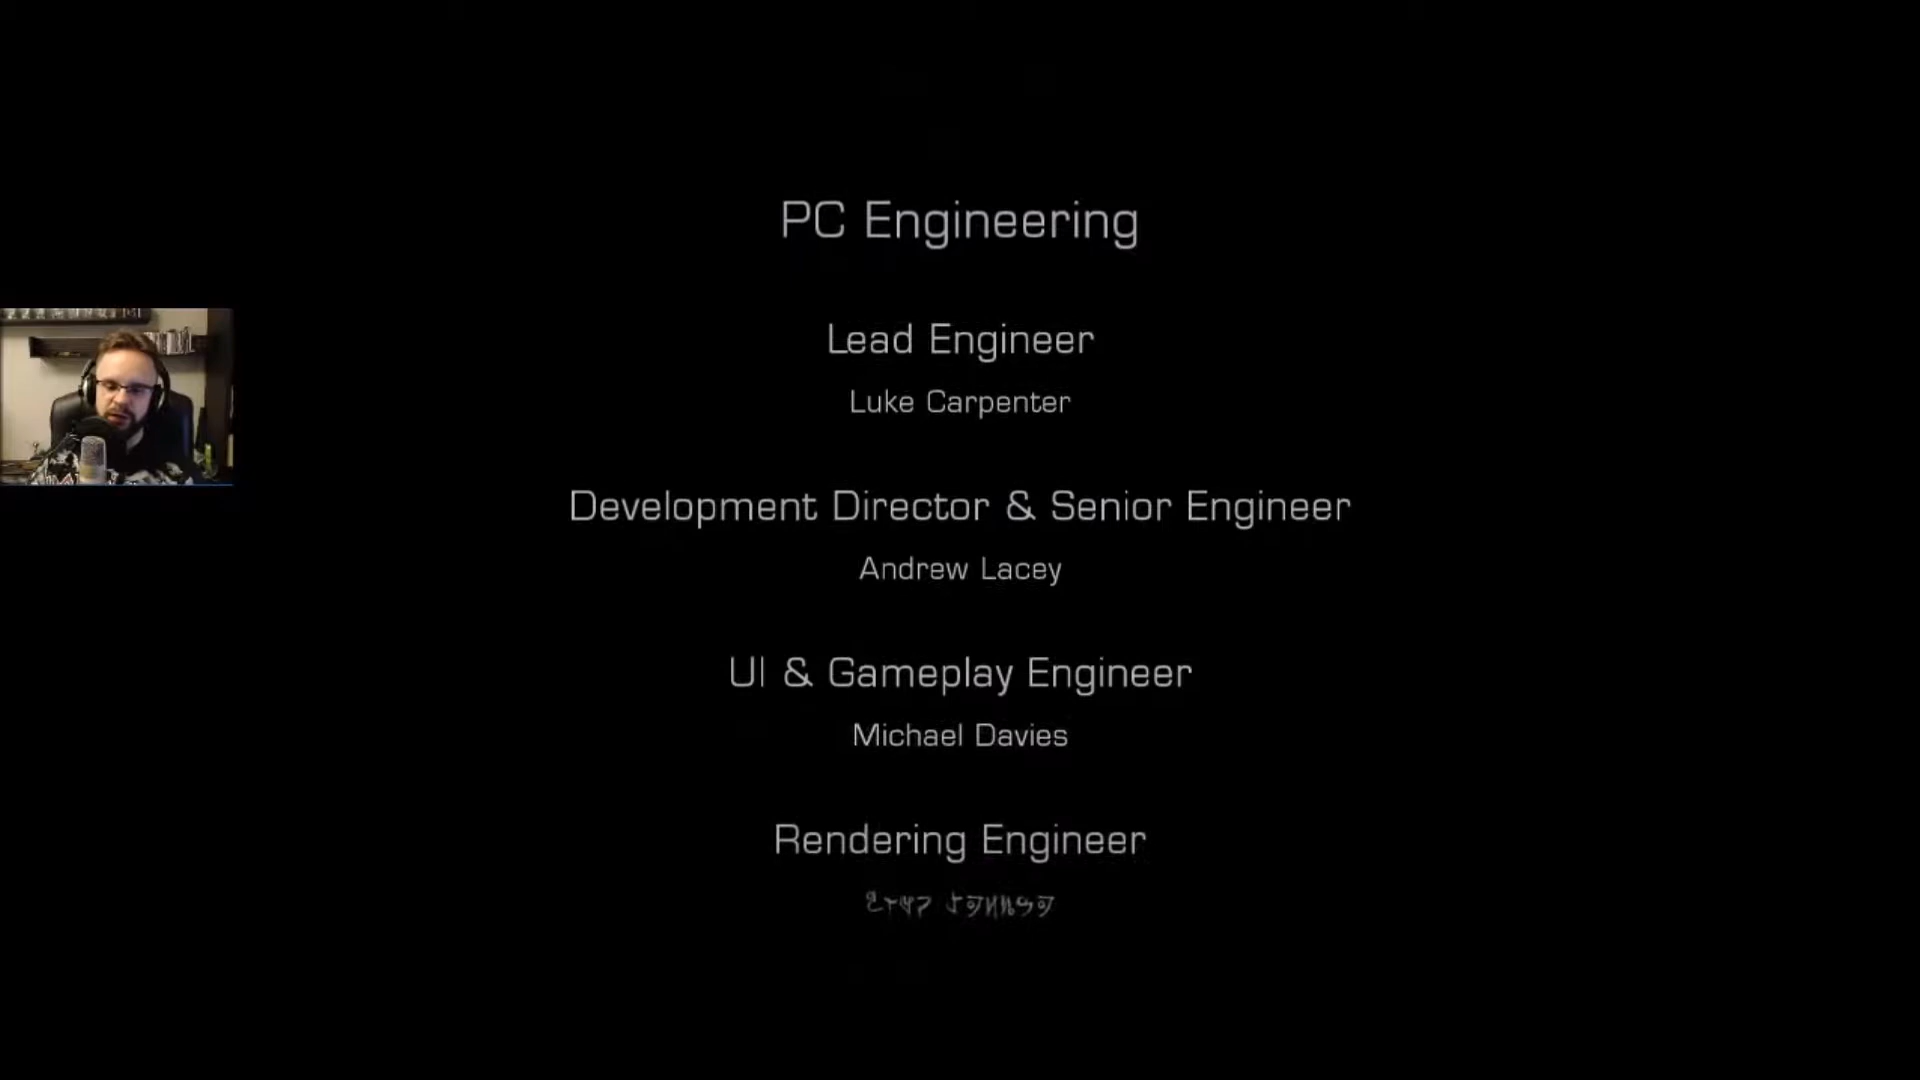 PC Engineering
Lead Engineer
Luke Carpenter
Development Director & Senior Engineer
Andrew Lacey
UI & Gameplay Engineer
Michael Davies
Rendering Engineer